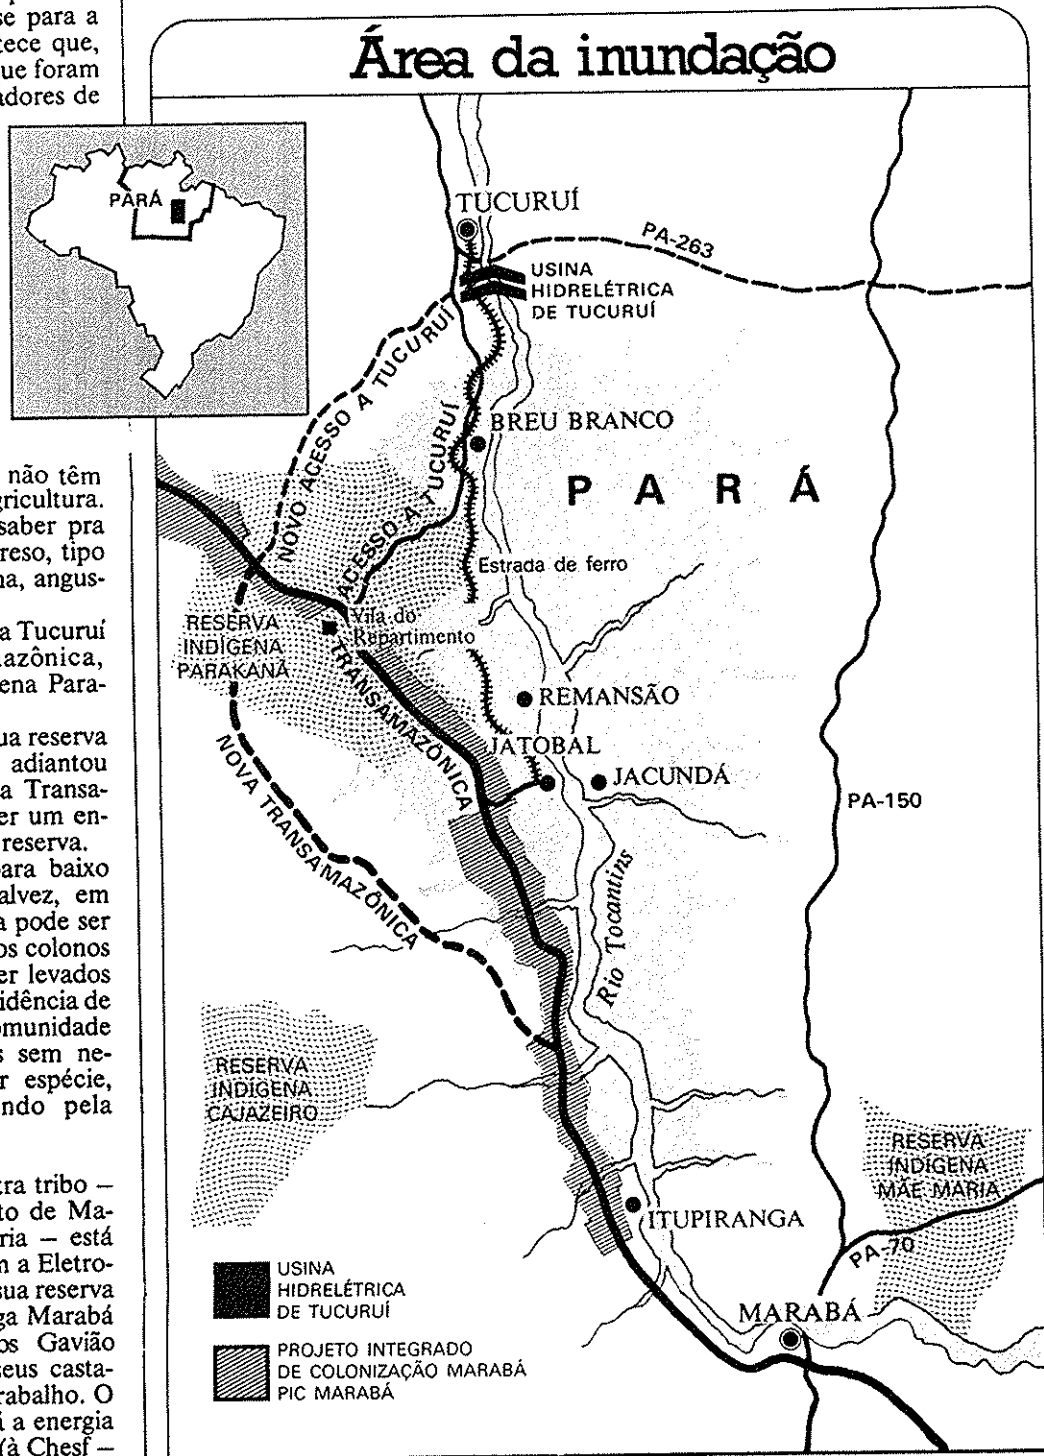 se para a
tece que,
ue foram
adores de
não têm
gricultura.
saber pra
reso, tipo
na, angus-
a Tucuruí
azônica,
ena Para-
ua reserva
adiantou
a Transa-
er um en-
reserva.
para baixo
alvez, em
a pode ser
os colonos
er levados
idência de
omunidade
s sem ne-
r espécie,
ndo pela
tra tribo –
to de Ma-
ria – está
n a Eletro-
sua reserva
ga Marabá
os Gavião
seus casta-
rabalho. O
á a energia
(à Chesf –
Área da inundação
PARÁ
TUCURUÍ
PA-263
USINA
HIDRELÉTRICA
DE TUCURUÍ
NOVO ACESSO A TUCURUÍ
ACESSO A TUCURUÍ
BREU BRANCO
PARÁ
Estrada de ferro
Vila do
Repartimento
RESERVA
INDÍGENA
PARAKANÃ
TRANSAMAZÔNICA
REMANSÃO
JATOBAL
JACUNDÁ
NOVA TRANSAMAZÔNICA
PA-150
Rio Tocantins
RESERVA
INDÍGENA
CAJAZEIRO
RESERVA
INDÍGENA
MÃE MARIA
ITUPIRANGA
PA-70
MARABÁ
USINA
HIDRELÉTRICA
DE TUCURUÍ
PROJETO INTEGRADO
DE COLONIZAÇÃO MARABÁ
PIC MARABÁ